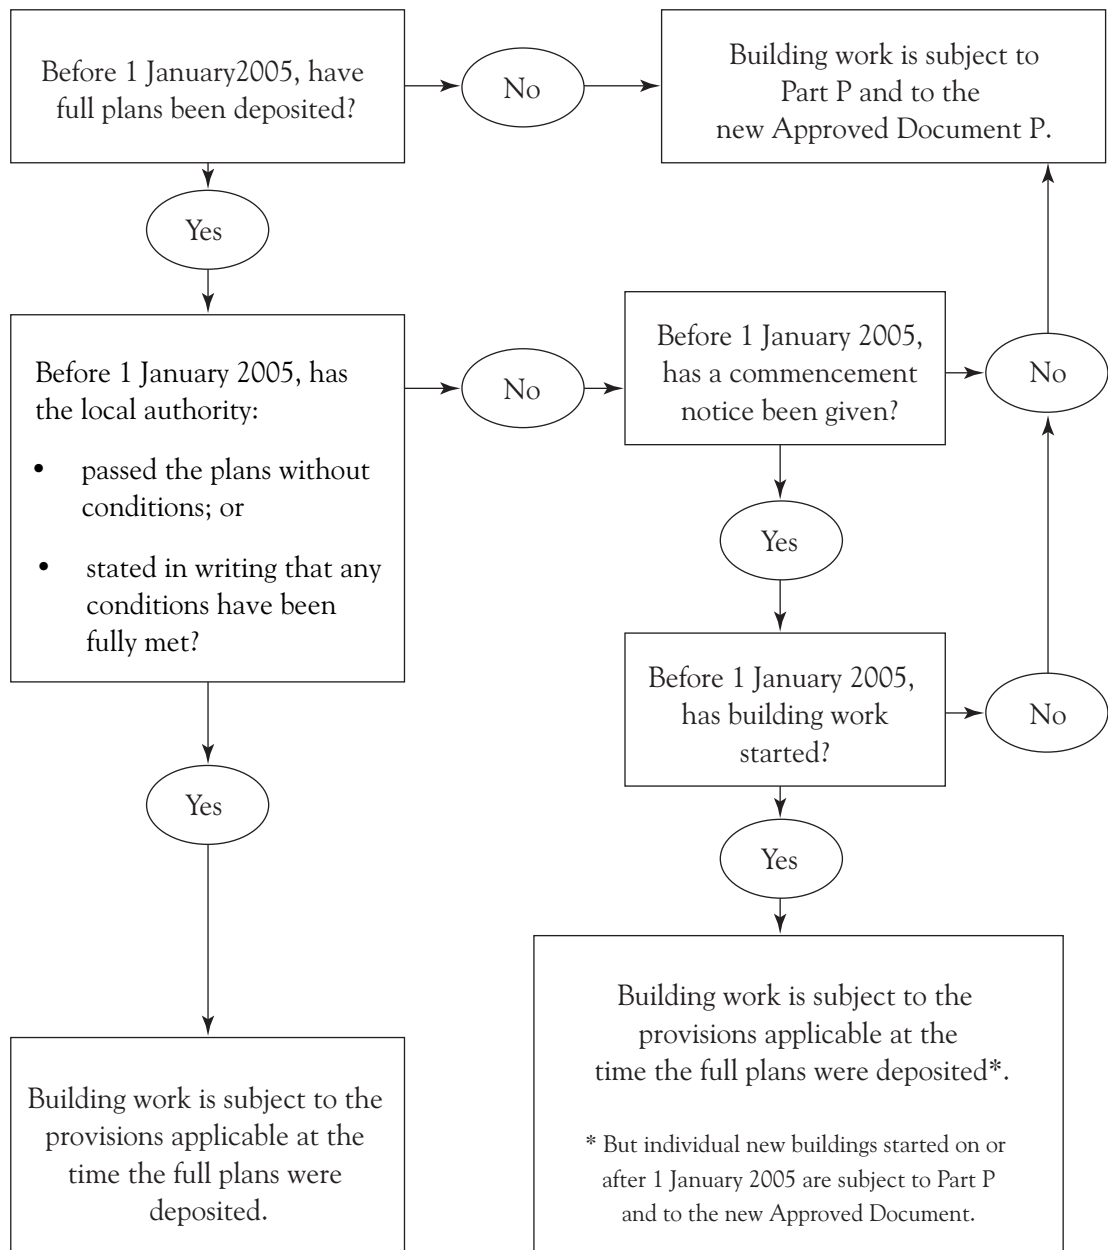 Before 1 January2005, have
full plans been deposited?
No
Building work is subject to
Part P and to the
new Approved Document P.
Yes
Before 1 January 2005, has
the local authority:
• passed the plans without
conditions; or
• stated in writing that any
conditions have been
fully met?
No
Before 1 January 2005,
has a commencement
notice been given?
No
Yes
Before 1 January 2005,
has building work
started?
No
Yes
Yes
Building work is subject to the
provisions applicable at the
time the full plans were
deposited.
Building work is subject to the
provisions applicable at the
time the full plans were deposited*.
* But individual new buildings started on or
after 1 January 2005 are subject to Part P
and to the new Approved Document.